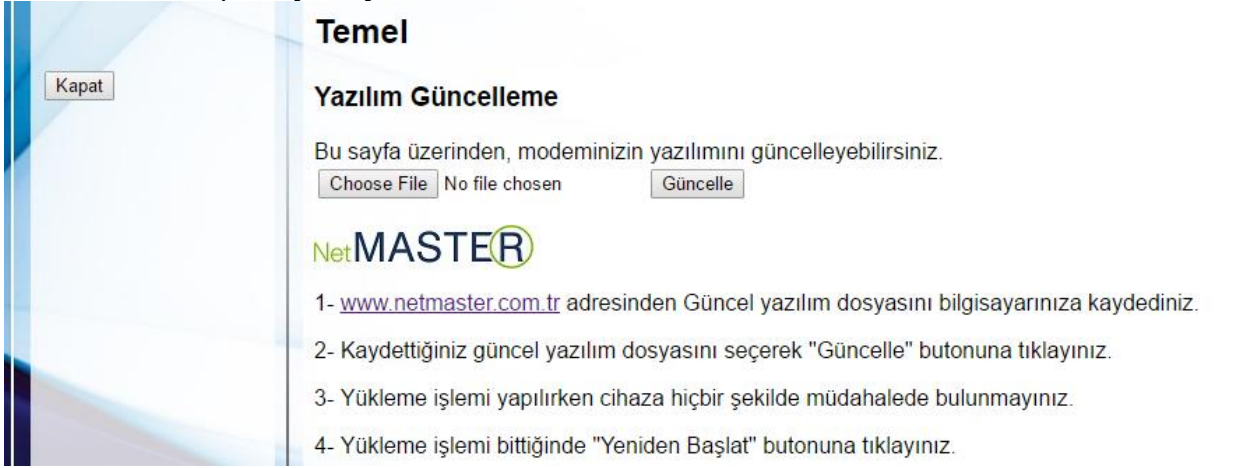 Temel
Kapat
Yazılım Güncelleme
Bu sayfa üzerinden, modeminizin yazılımını güncelleyebilirsiniz.
Choose File No file chosen Güncelle
NetMASTER
1- www.netmaster.com.tr adresinden Güncel yazılım dosyasını bilgisayarınıza kaydediniz.
2- Kaydettiğiniz güncel yazılım dosyasını seçerek "Güncelle" butonuna tıklayınız.
3- Yükleme işlemi yapılırken cihaza hiçbir şekilde müdahalede bulunmayınız.
4- Yükleme işlemi bittiğinde "Yeniden Başlat" butonuna tıklayınız.